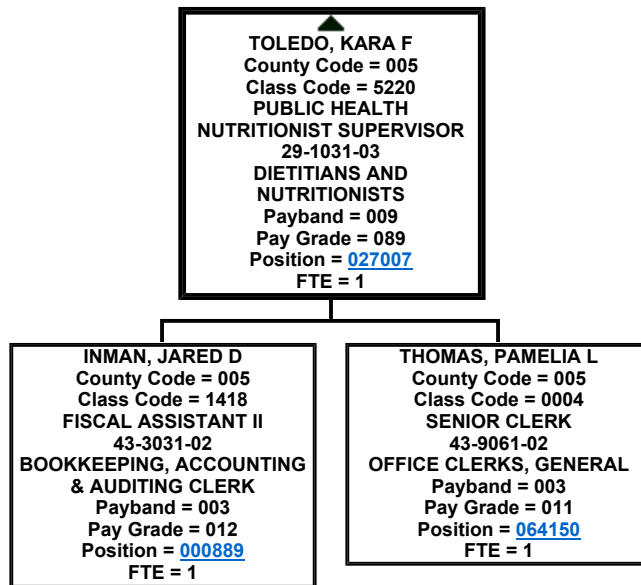 TOLEDO, KARA F
County Code = 005
Class Code = 5220
PUBLIC HEALTH
NUTRITIONIST SUPERVISOR
29-1031-03
DIETITIANS AND
NUTRITIONISTS
Payband = 009
Pay Grade = 089
Position = 027007
FTE = 1
INMAN, JARED D
County Code = 005
Class Code = 1418
FISCAL ASSISTANT II
43-3031-02
BOOKKEEPING, ACCOUNTING
& AUDITING CLERK
Payband = 003
Pay Grade = 012
Position = 000889
FTE = 1
THOMAS, PAMELIA L
County Code = 005
Class Code = 0004
SENIOR CLERK
43-9061-02
OFFICE CLERKS, GENERAL
Payband = 003
Pay Grade = 011
Position = 064150
FTE = 1